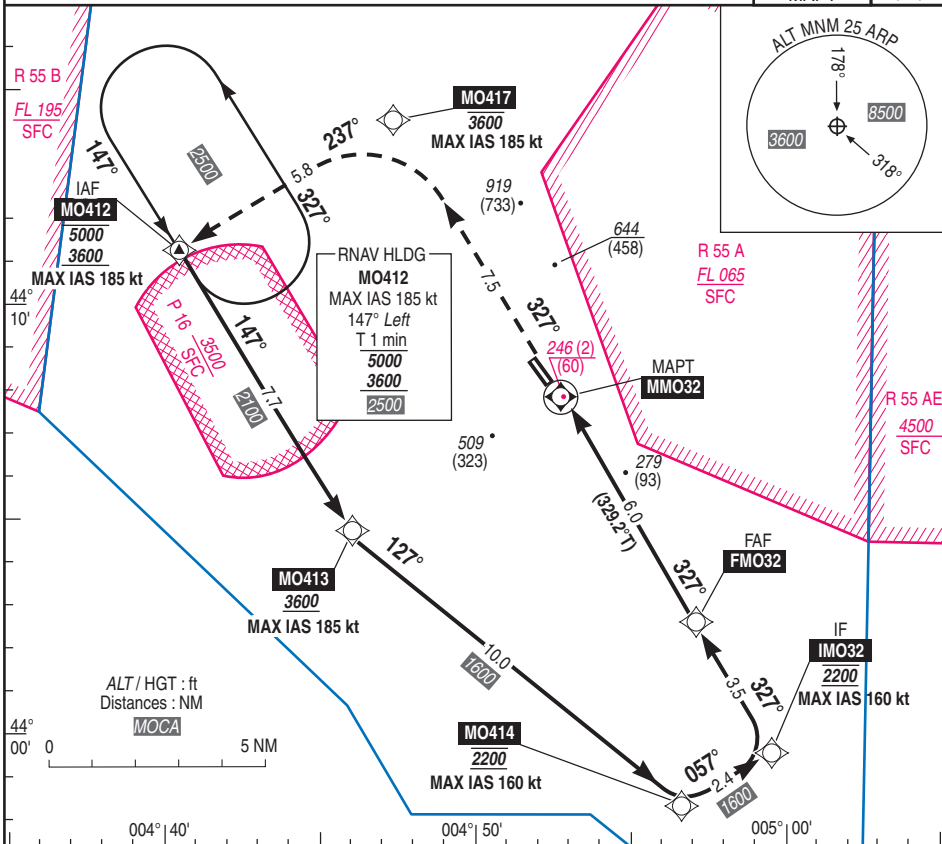 ALT MNM 25 ARP
178°
8500
3600
318°
R 55 B
FL 195
SFC
147°
2500
237°
5.8
327°
MO417
3600
MAX IAS 185 kt
IAF
MO412
5000
3600
MAX IAS 185 kt
919
(733)
644
(458)
R 55 A
FL 065
SFC
RNAV HLDG
MO412
MAX IAS 185 kt
147° Left
T 1 min
5000
3600
2500
7.5
327°
44°
10'
P 16
3500
SFC
147°
7.7
2100
246 (2)
(60)
MAPT
MMO32
R 55 AE
4500
SFC
509
(323)
279
(93)
6.0
(329.2°T)
327°
FAF
FMO32
MO413
3600
MAX IAS 185 kt
127°
10.0
1600
IF
IMO32
2200
MAX IAS 160 kt
3.5
327°
ALT / HGT : ft
Distances : NM
MOCA
0
5 NM
44°
00'
MO414
2200
MAX IAS 160 kt
057°
2.4
1600
004° 40'
004° 50'
005° 00'